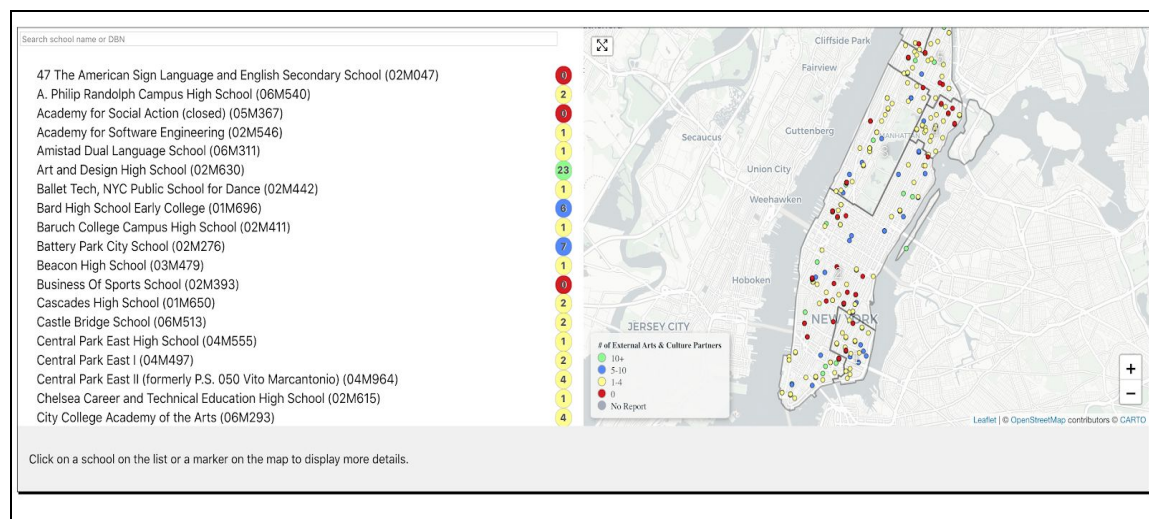 Search school name or DBN
47 The American Sign Language and English Secondary School (02M047) 0
A. Philip Randolph Campus High School (06M540) 2
Academy for Social Action (closed) (05M367) 0
Academy for Software Engineering (02M546) 1
Amistad Dual Language School (06M311) 1
Art and Design High School (02M630) 23
Ballet Tech, NYC Public School for Dance (02M442) 1
Bard High School Early College (01M696) 6
Baruch College Campus High School (02M411) 1
Battery Park City School (02M276) 7
Beacon High School (03M479) 1
Business Of Sports School (02M393) 0
Cascades High School (01M650) 2
Castle Bridge School (06M513) 2
Central Park East High School (04M555) 1
Central Park East I (04M497) 2
Central Park East II (formerly P.S. 050 Vito Marcantonio) (04M964) 4
Chelsea Career and Technical Education High School (02M615) 1
City College Academy of the Arts (06M293) 4
Cliffside Park
Fairview
Secaucus
Guttenberg
MANHATTAN
Union City
Weehawken
Hoboken
JERSEY CITY
NEW YORK
# of External Arts & Culture Partners
10+
5-10
1-4
0
No Report
+
−
Leaflet | © OpenStreetMap contributors © CARTO
Click on a school on the list or a marker on the map to display more details.